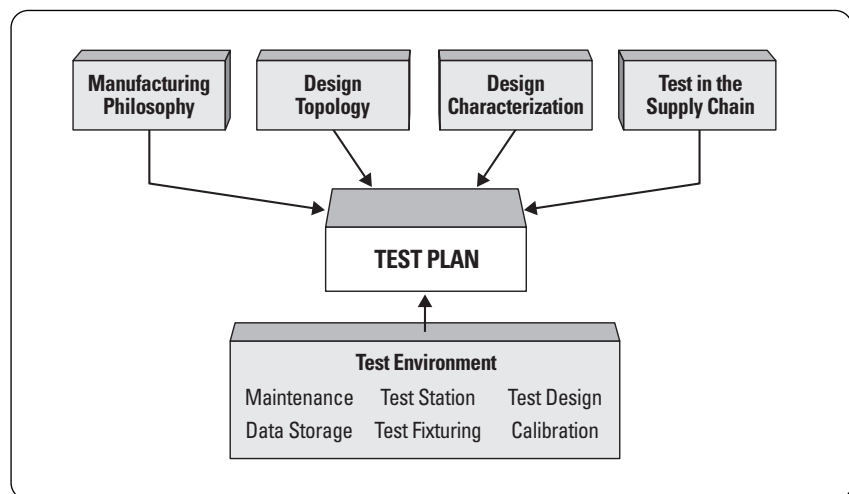 Manufacturing
Philosophy
Design
Topology
Design
Characterization
Test in the
Supply Chain
TEST PLAN
Test Environment
Maintenance Test Station Test Design
Data Storage Test Fixturing Calibration